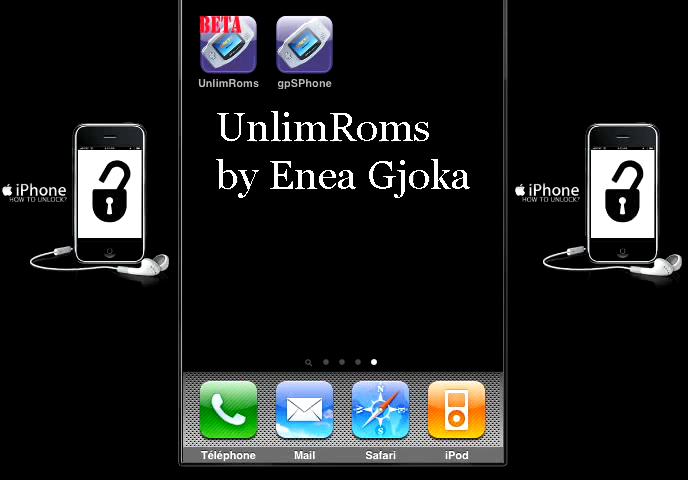 BETA
UnlimRoms gpSPhone
UnlimRoms
by Enea Gjoka
iPhone
HOW TO UNLOCK?
iPhone
HOW TO UNLOCK?
N
S
Téléphone Mail Safari iPod